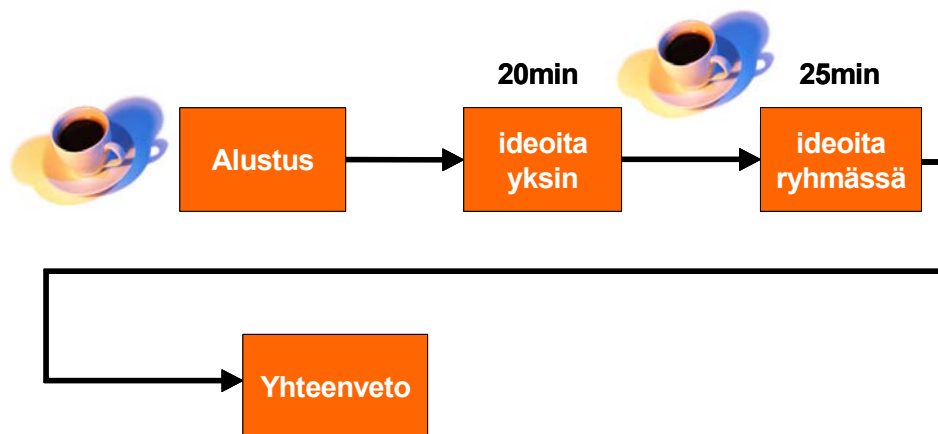 20min
25min
Alustus
ideoita
yksin
ideoita
ryhmässä
Yhteenveto